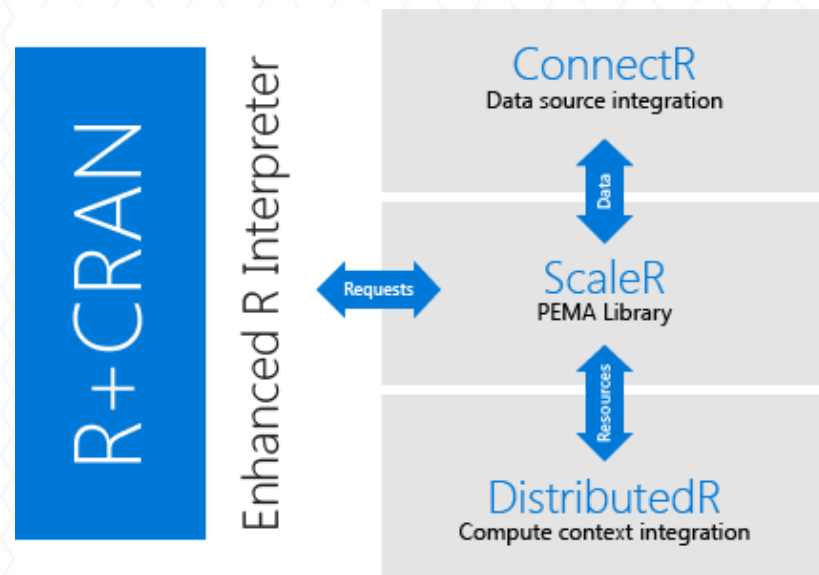 R+CRAN
Enhanced R Interpreter
ConnectR
Data source integration
Data
Requests
ScaleR
PEMA Library
Resources
DistributedR
Compute context integration